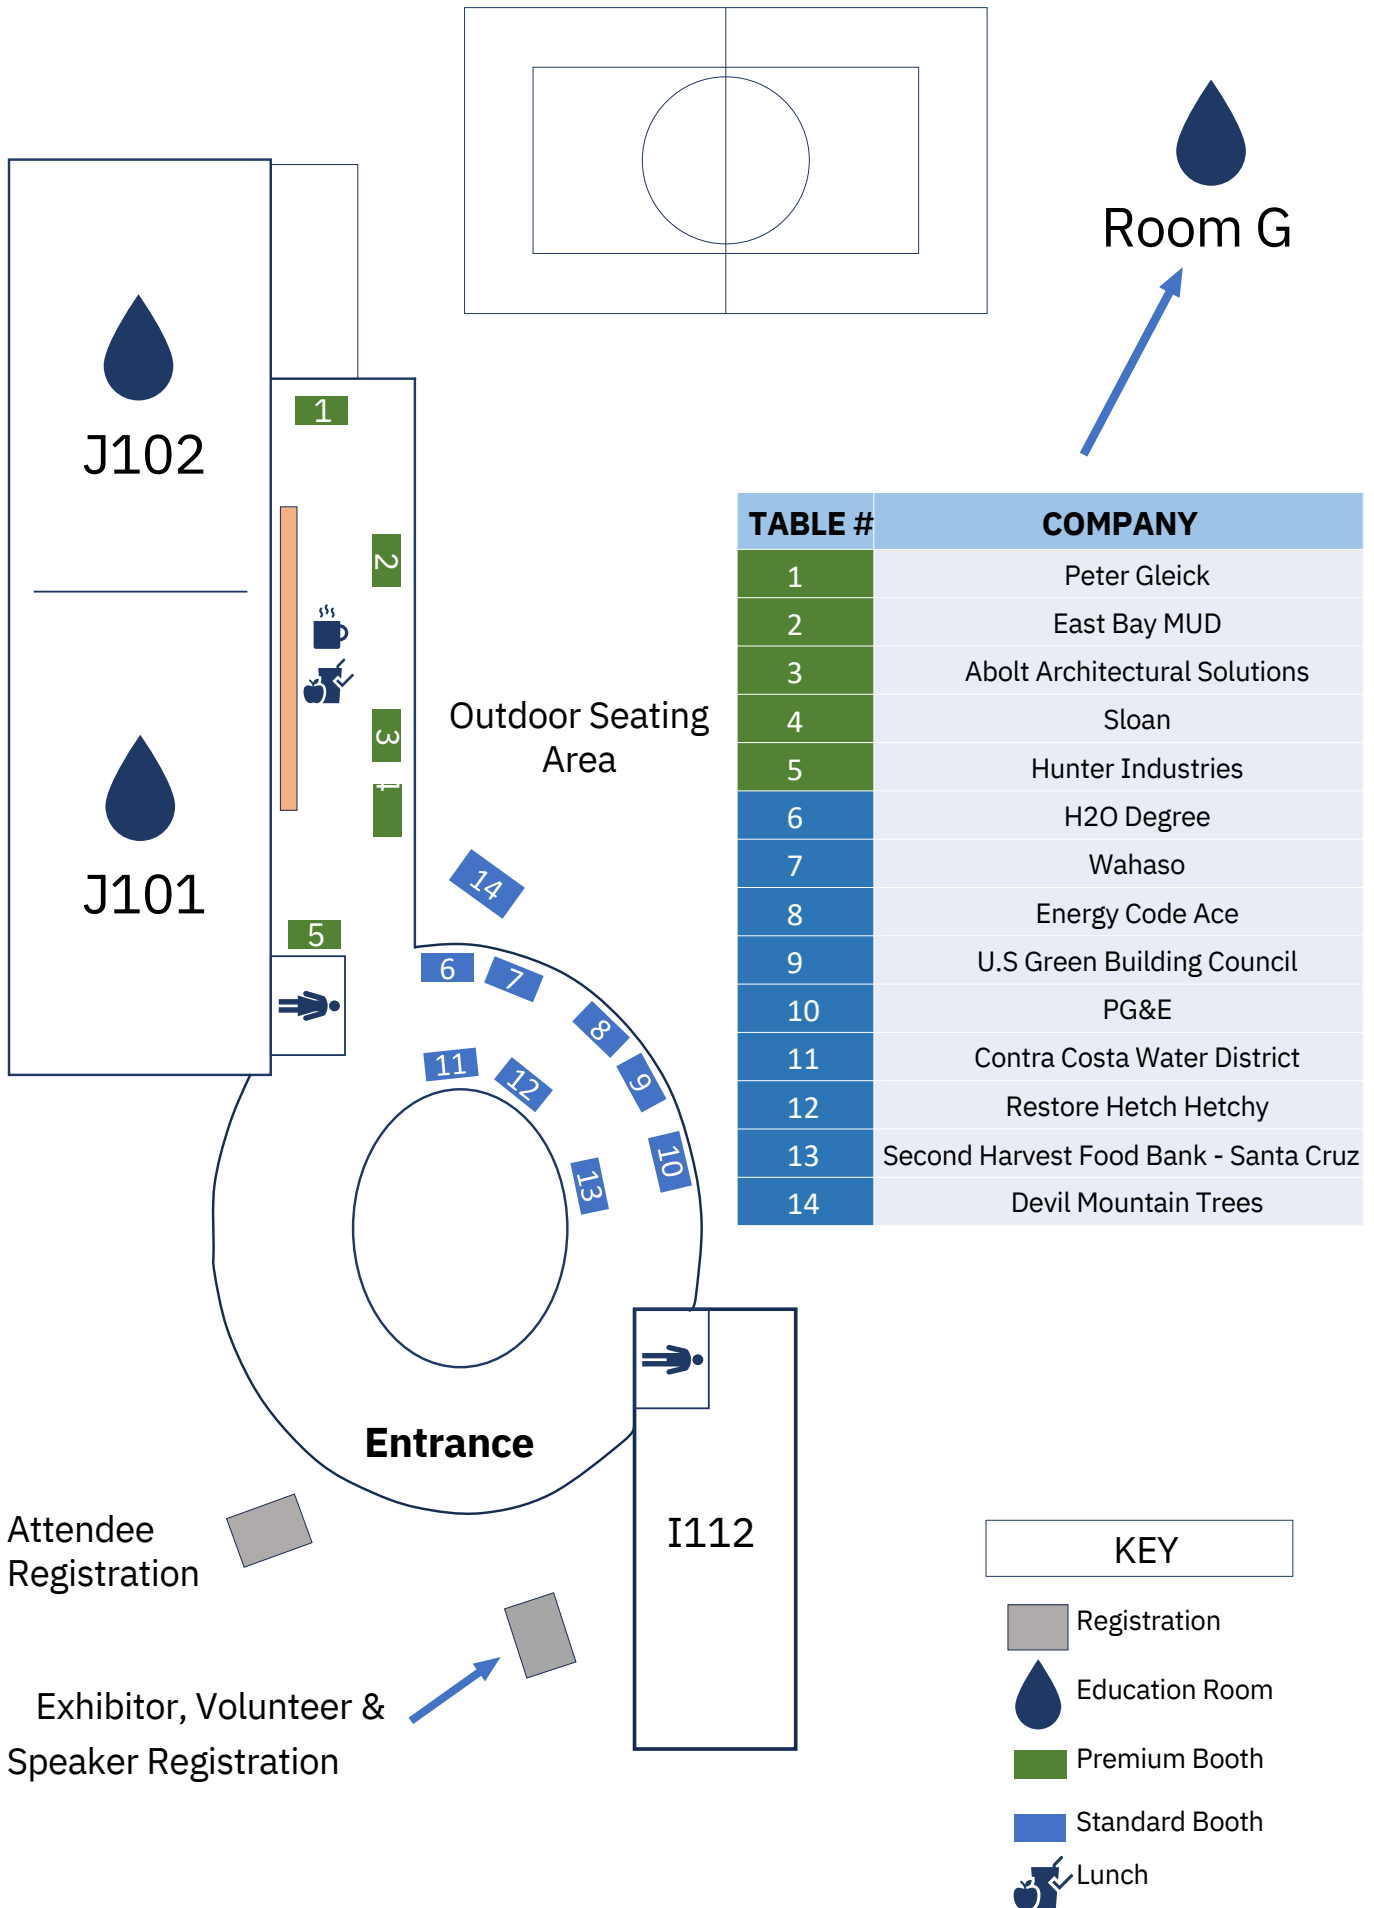 Room G
J102
1
2
3
4
5
J101
Outdoor Seating
Area
14
6
7
8
9
10
11
12
13
TABLE # COMPANY
1 Peter Gleick
2 East Bay MUD
3 Abolt Architectural Solutions
4 Sloan
5 Hunter Industries
6 H2O Degree
7 Wahaso
8 Energy Code Ace
9 U.S Green Building Council
10 PG&E
11 Contra Costa Water District
12 Restore Hetch Hetchy
13 Second Harvest Food Bank - Santa Cruz
14 Devil Mountain Trees
Entrance
I112
Attendee
Registration
Exhibitor, Volunteer &
Speaker Registration
KEY
Registration
Education Room
Premium Booth
Standard Booth
Lunch